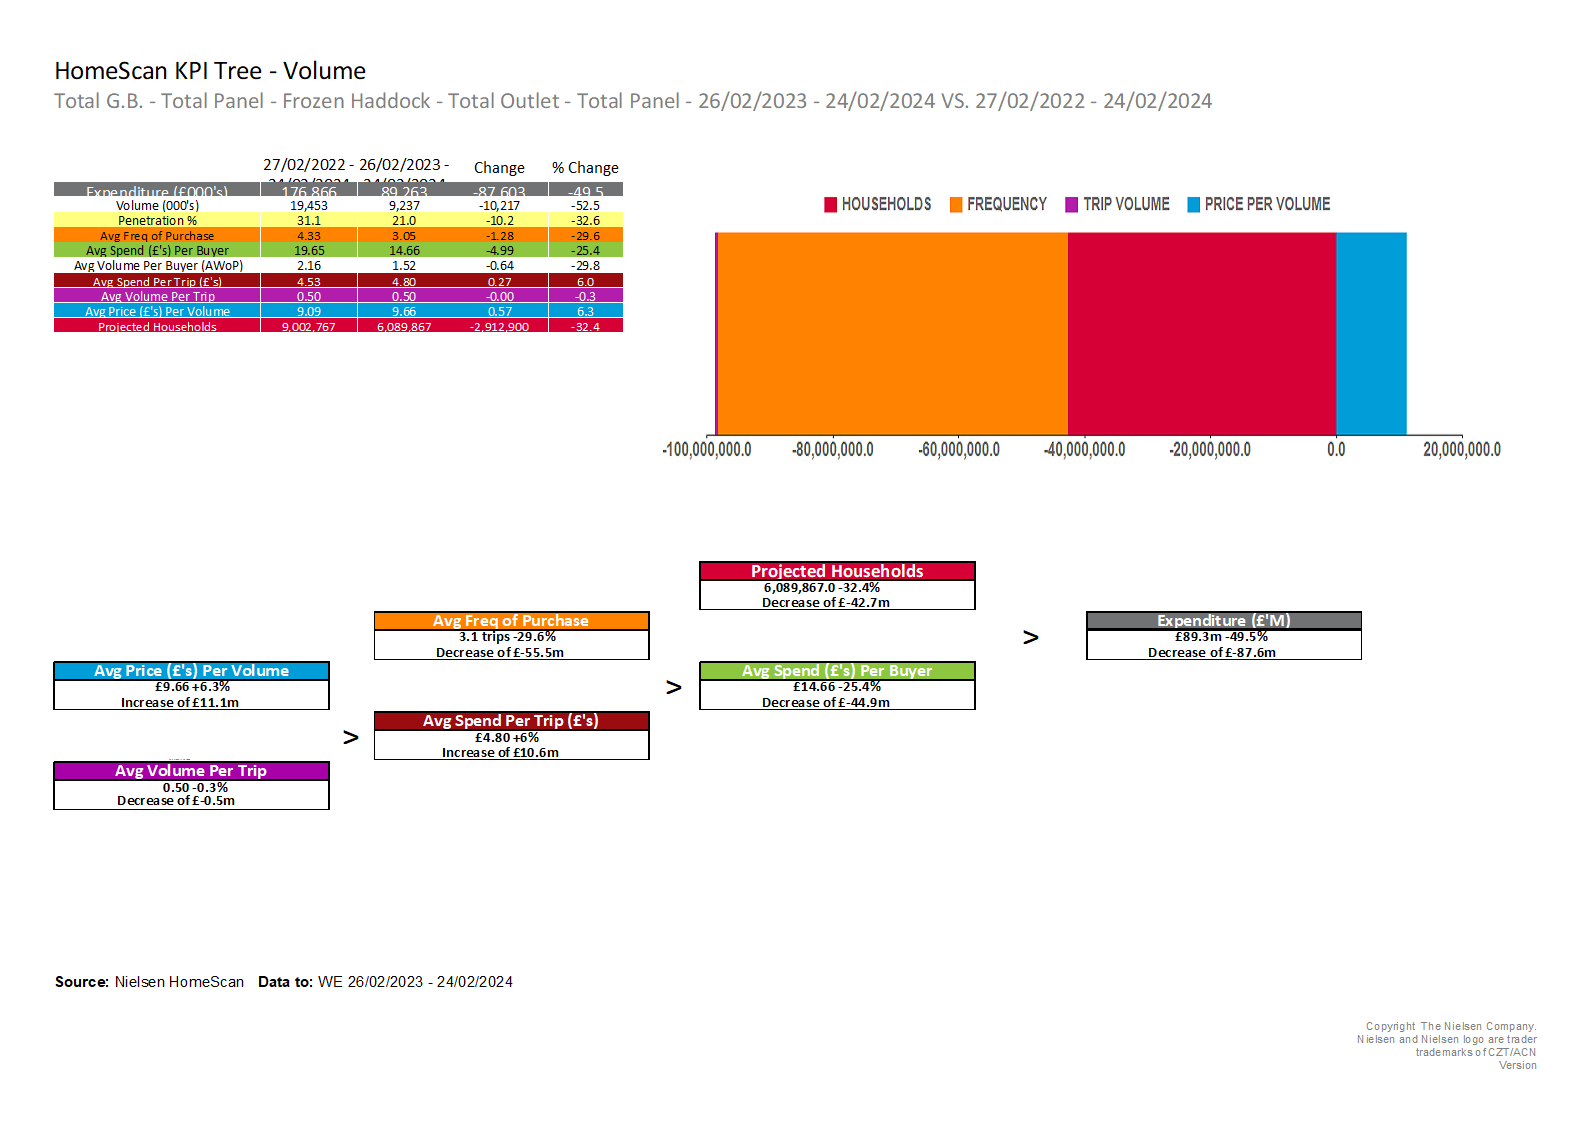 HomeScan KPI Tree - Volume
Total G.B. - Total Panel - Frozen Haddock - Total Outlet - Total Panel - 26/02/2023 - 24/02/2024 VS. 27/02/2022 - 24/02/2024
27/02/2022 - 26/02/2023 - Change % Change
24/02/2024 24/02/2024
Expenditure (£000's) 176,866 89,263 -87,603 -49.5
Volume (000's) 19,453 9,237 -10,217 -52.5
Penetration % 31.1 21.0 -10.2 -32.6
Avg Freq of Purchase 4.33 3.05 -1.28 -29.6
Avg Spend (£'s) Per Buyer 19.65 14.66 -4.99 -25.4
Avg Volume Per Buyer (AWoP) 2.16 1.52 -0.64 -29.8
Avg Spend Per Trip (£'s) 4.53 4.80 0.27 6.0
Avg Volume Per Trip 0.50 0.50 -0.00 -0.3
Avg Price (£'s) Per Volume 9.09 9.66 0.57 6.3
Projected Households 9,002,767 6,089,867 -2,912,900 -32.4
HOUSEHOLDS FREQUENCY TRIP VOLUME PRICE PER VOLUME
-100,000,000.0 -80,000,000.0 -60,000,000.0 -40,000,000.0 -20,000,000.0 0.0 20,000,000.0
Projected Households
6,089,867.0 -32.4%
Decrease of £-42.7m
Avg Freq of Purchase
3.1 trips -29.6%
Decrease of £-55.5m
>
Expenditure (£'M)
£89.3m -49.5%
Decrease of £-87.6m
Avg Price (£'s) Per Volume
£9.66 +6.3%
Increase of £11.1m
>
Avg Spend (£'s) Per Buyer
£14.66 -25.4%
Decrease of £-44.9m
>
Avg Spend Per Trip (£'s)
£4.80 +6%
Increase of £10.6m
Avg Volume Per Trip
0.50 -0.3%
Decrease of £-0.5m
Source: Nielsen HomeScan Data to: WE 26/02/2023 - 24/02/2024
Copyright The Nielsen Company.
Nielsen and Nielsen logo are trader
trademarks of CZT/ACN
Version